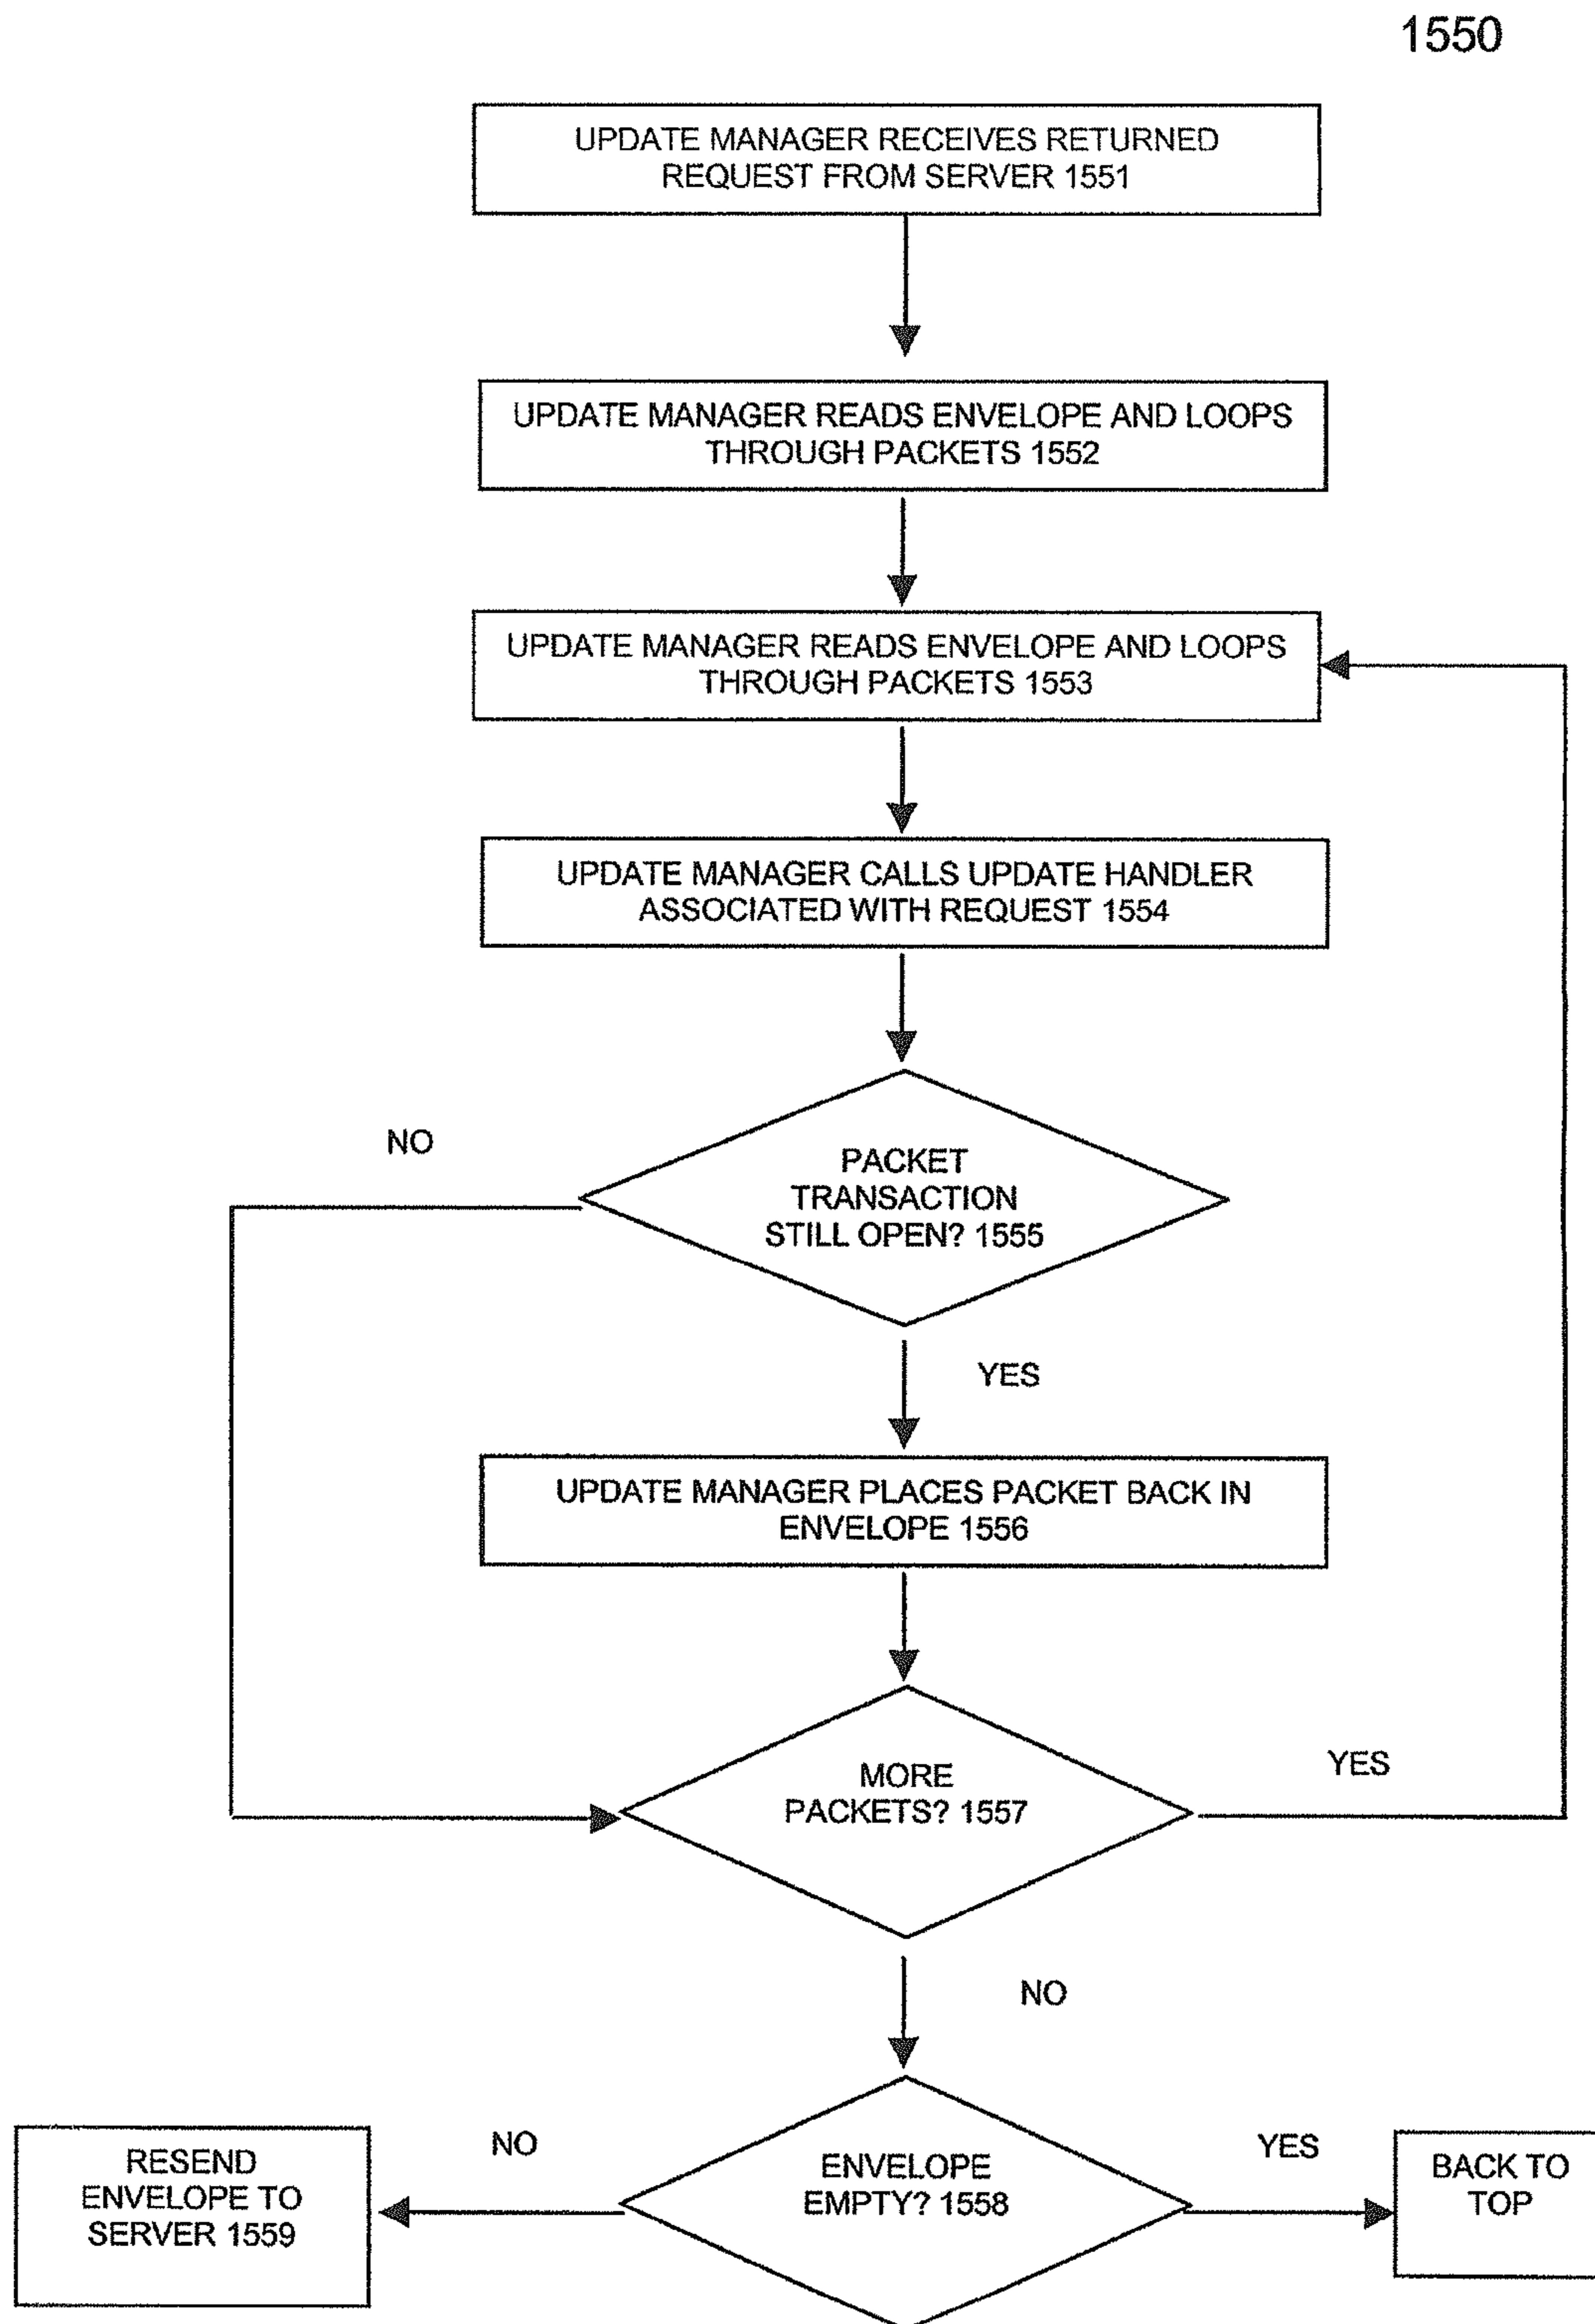 1550
UPDATE MANAGER RECEIVES RETURNED
REQUEST FROM SERVER 1551
UPDATE MANAGER READS ENVELOPE AND LOOPS
THROUGH PACKETS 1552
UPDATE MANAGER READS ENVELOPE AND LOOPS
THROUGH PACKETS 1553
UPDATE MANAGER CALLS UPDATE HANDLER
ASSOCIATED WITH REQUEST 1554
NO
PACKET
TRANSACTION
STILL OPEN? 1555
YES
UPDATE MANAGER PLACES PACKET BACK IN
ENVELOPE 1556
YES
MORE
PACKETS? 1557
NO
NO
YES
RESEND
ENVELOPE TO
SERVER 1559
ENVELOPE
EMPTY? 1558
BACK TO
TOP